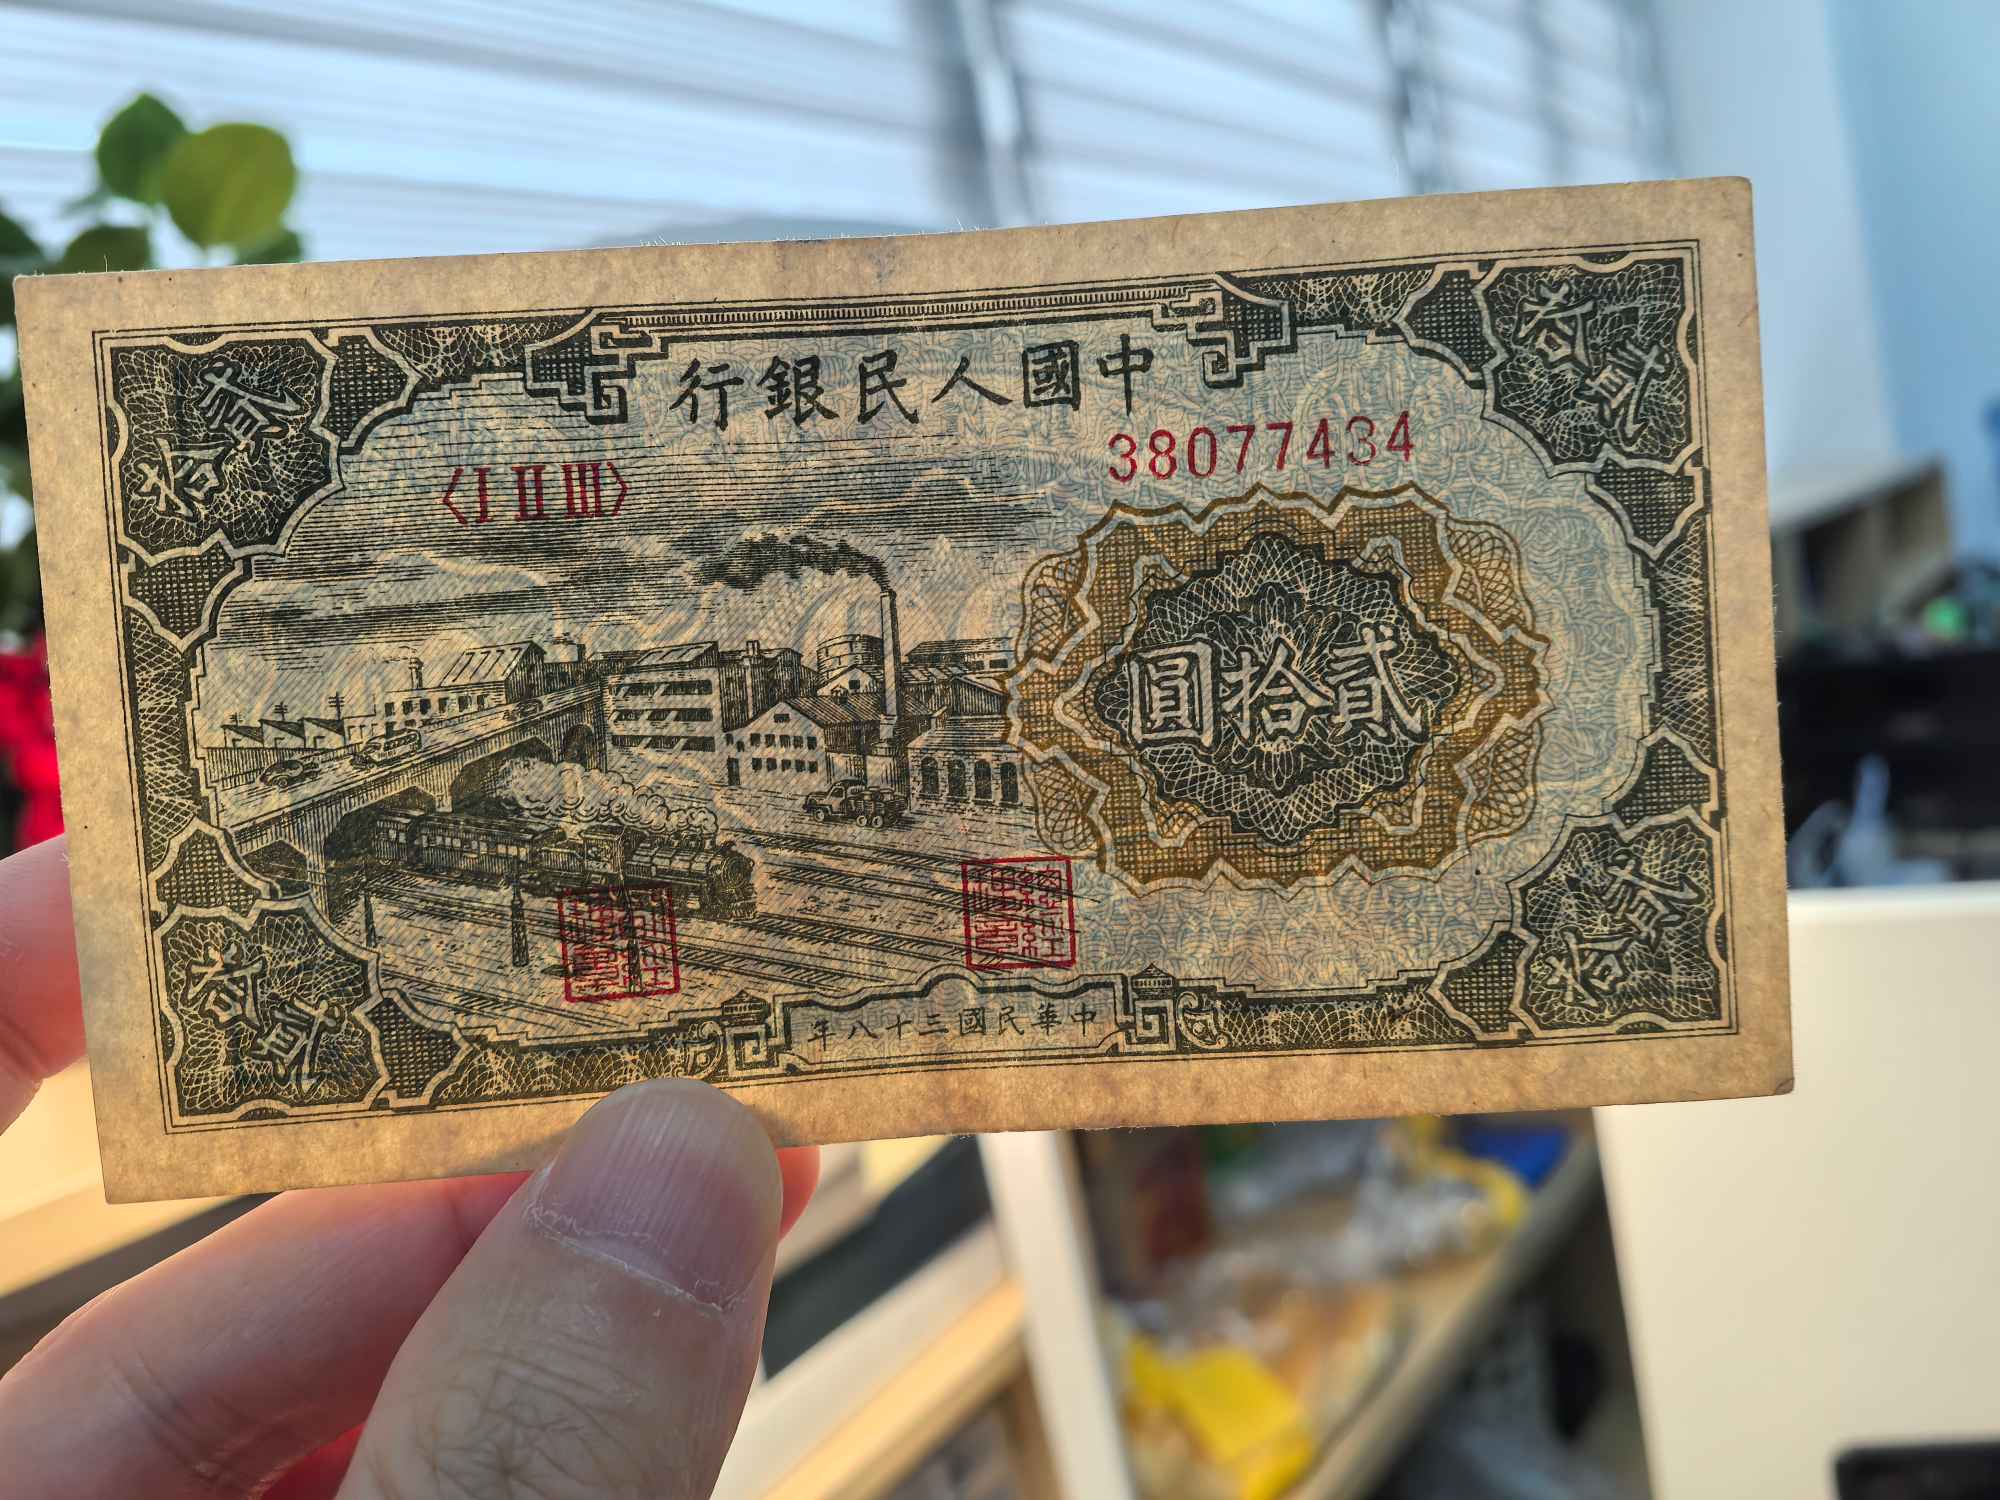 中國人民銀行
貳拾
貳拾
38077434
〈I II III〉
貳拾圓
貳拾
貳拾
中華民國三十八年